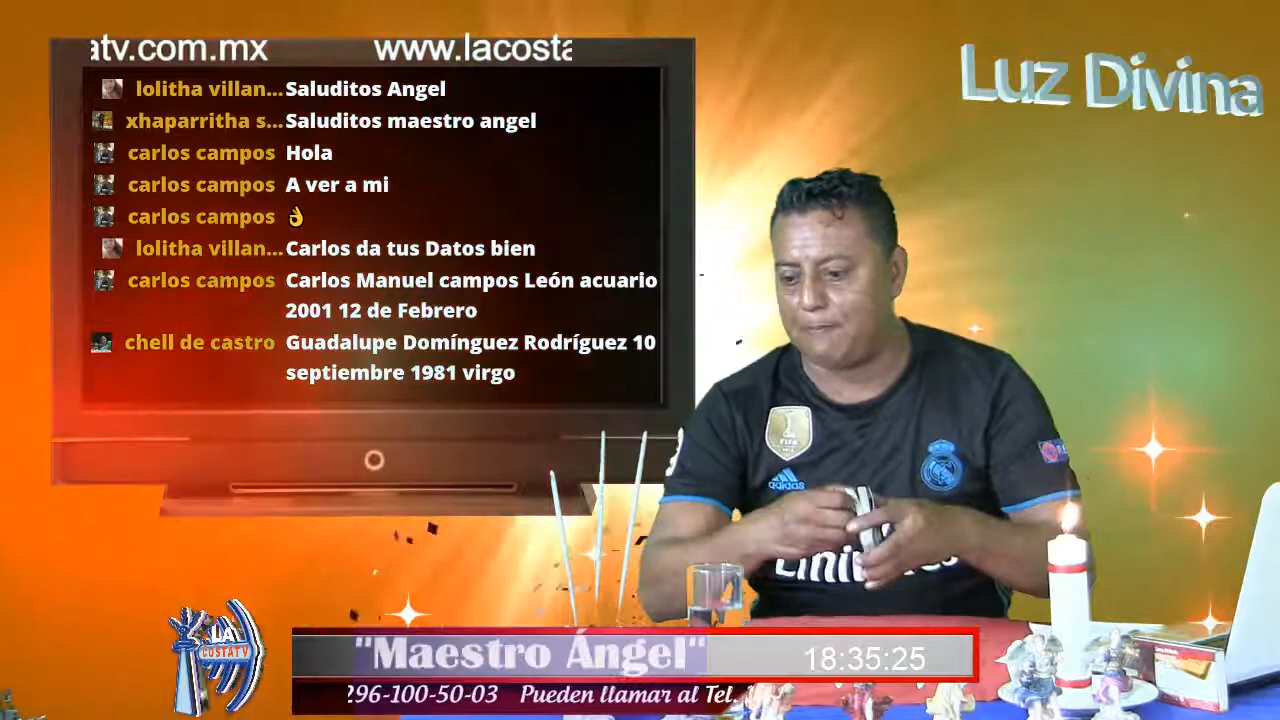 atv.com.mx www.lacosta
Luz Divina
lolitha villan... Saluditos Angel
xhaparritha s... Saluditos maestro angel
carlos campos Hola
carlos campos A ver a mi
carlos campos 👌
lolitha villan... Carlos da tus Datos bien
carlos campos Carlos Manuel campos León acuario
2001 12 de Febrero
chell de castro Guadalupe Domínguez Rodríguez 10
septiembre 1981 virgo
FIFA
adidas
LA
COSTATV
"Maestro Ángel" 18:35:25
296-100-50-03 Pueden llamar al Tel.